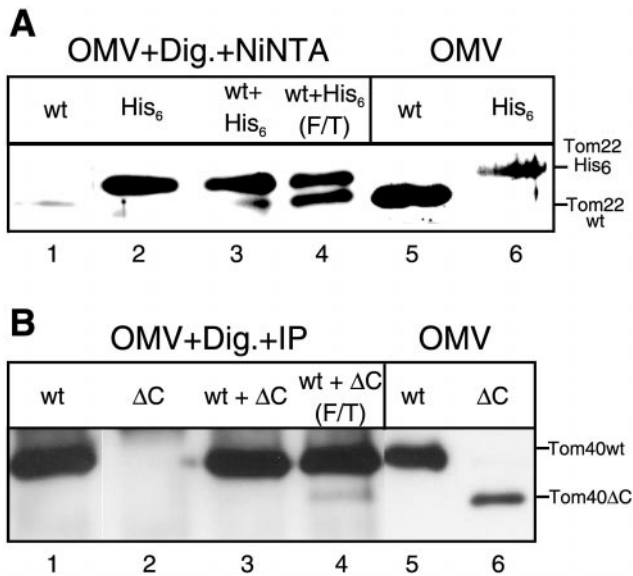 A
OMV+Dig.+NiNTA OMV
wt His₆ wt+ His₆ wt+His₆ (F/T) wt His₆
Tom22 His6
Tom22 wt
1 2 3 4 5 6
B
OMV+Dig.+IP OMV
wt ΔC wt + ΔC wt + ΔC (F/T) wt ΔC
Tom40wt
Tom40ΔC
1 2 3 4 5 6